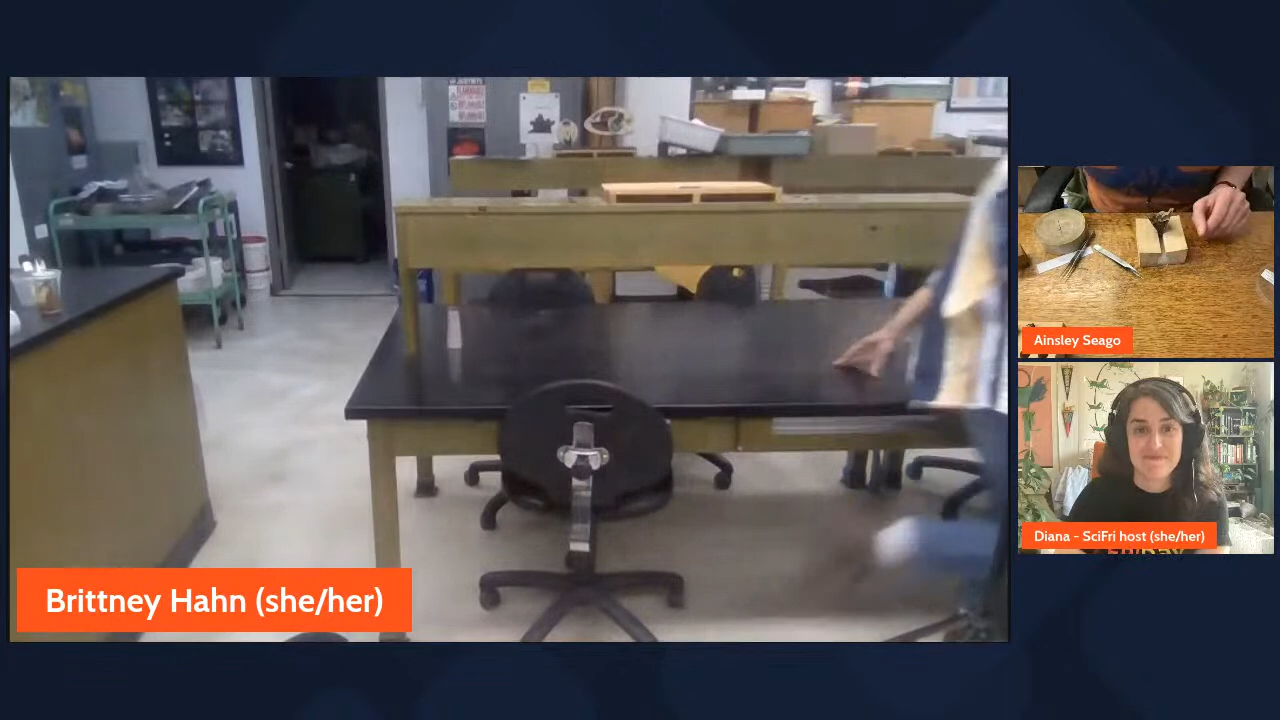 Brittney Hahn (she/her)
Ainsley Seago
Diana - SciFri host (she/her)